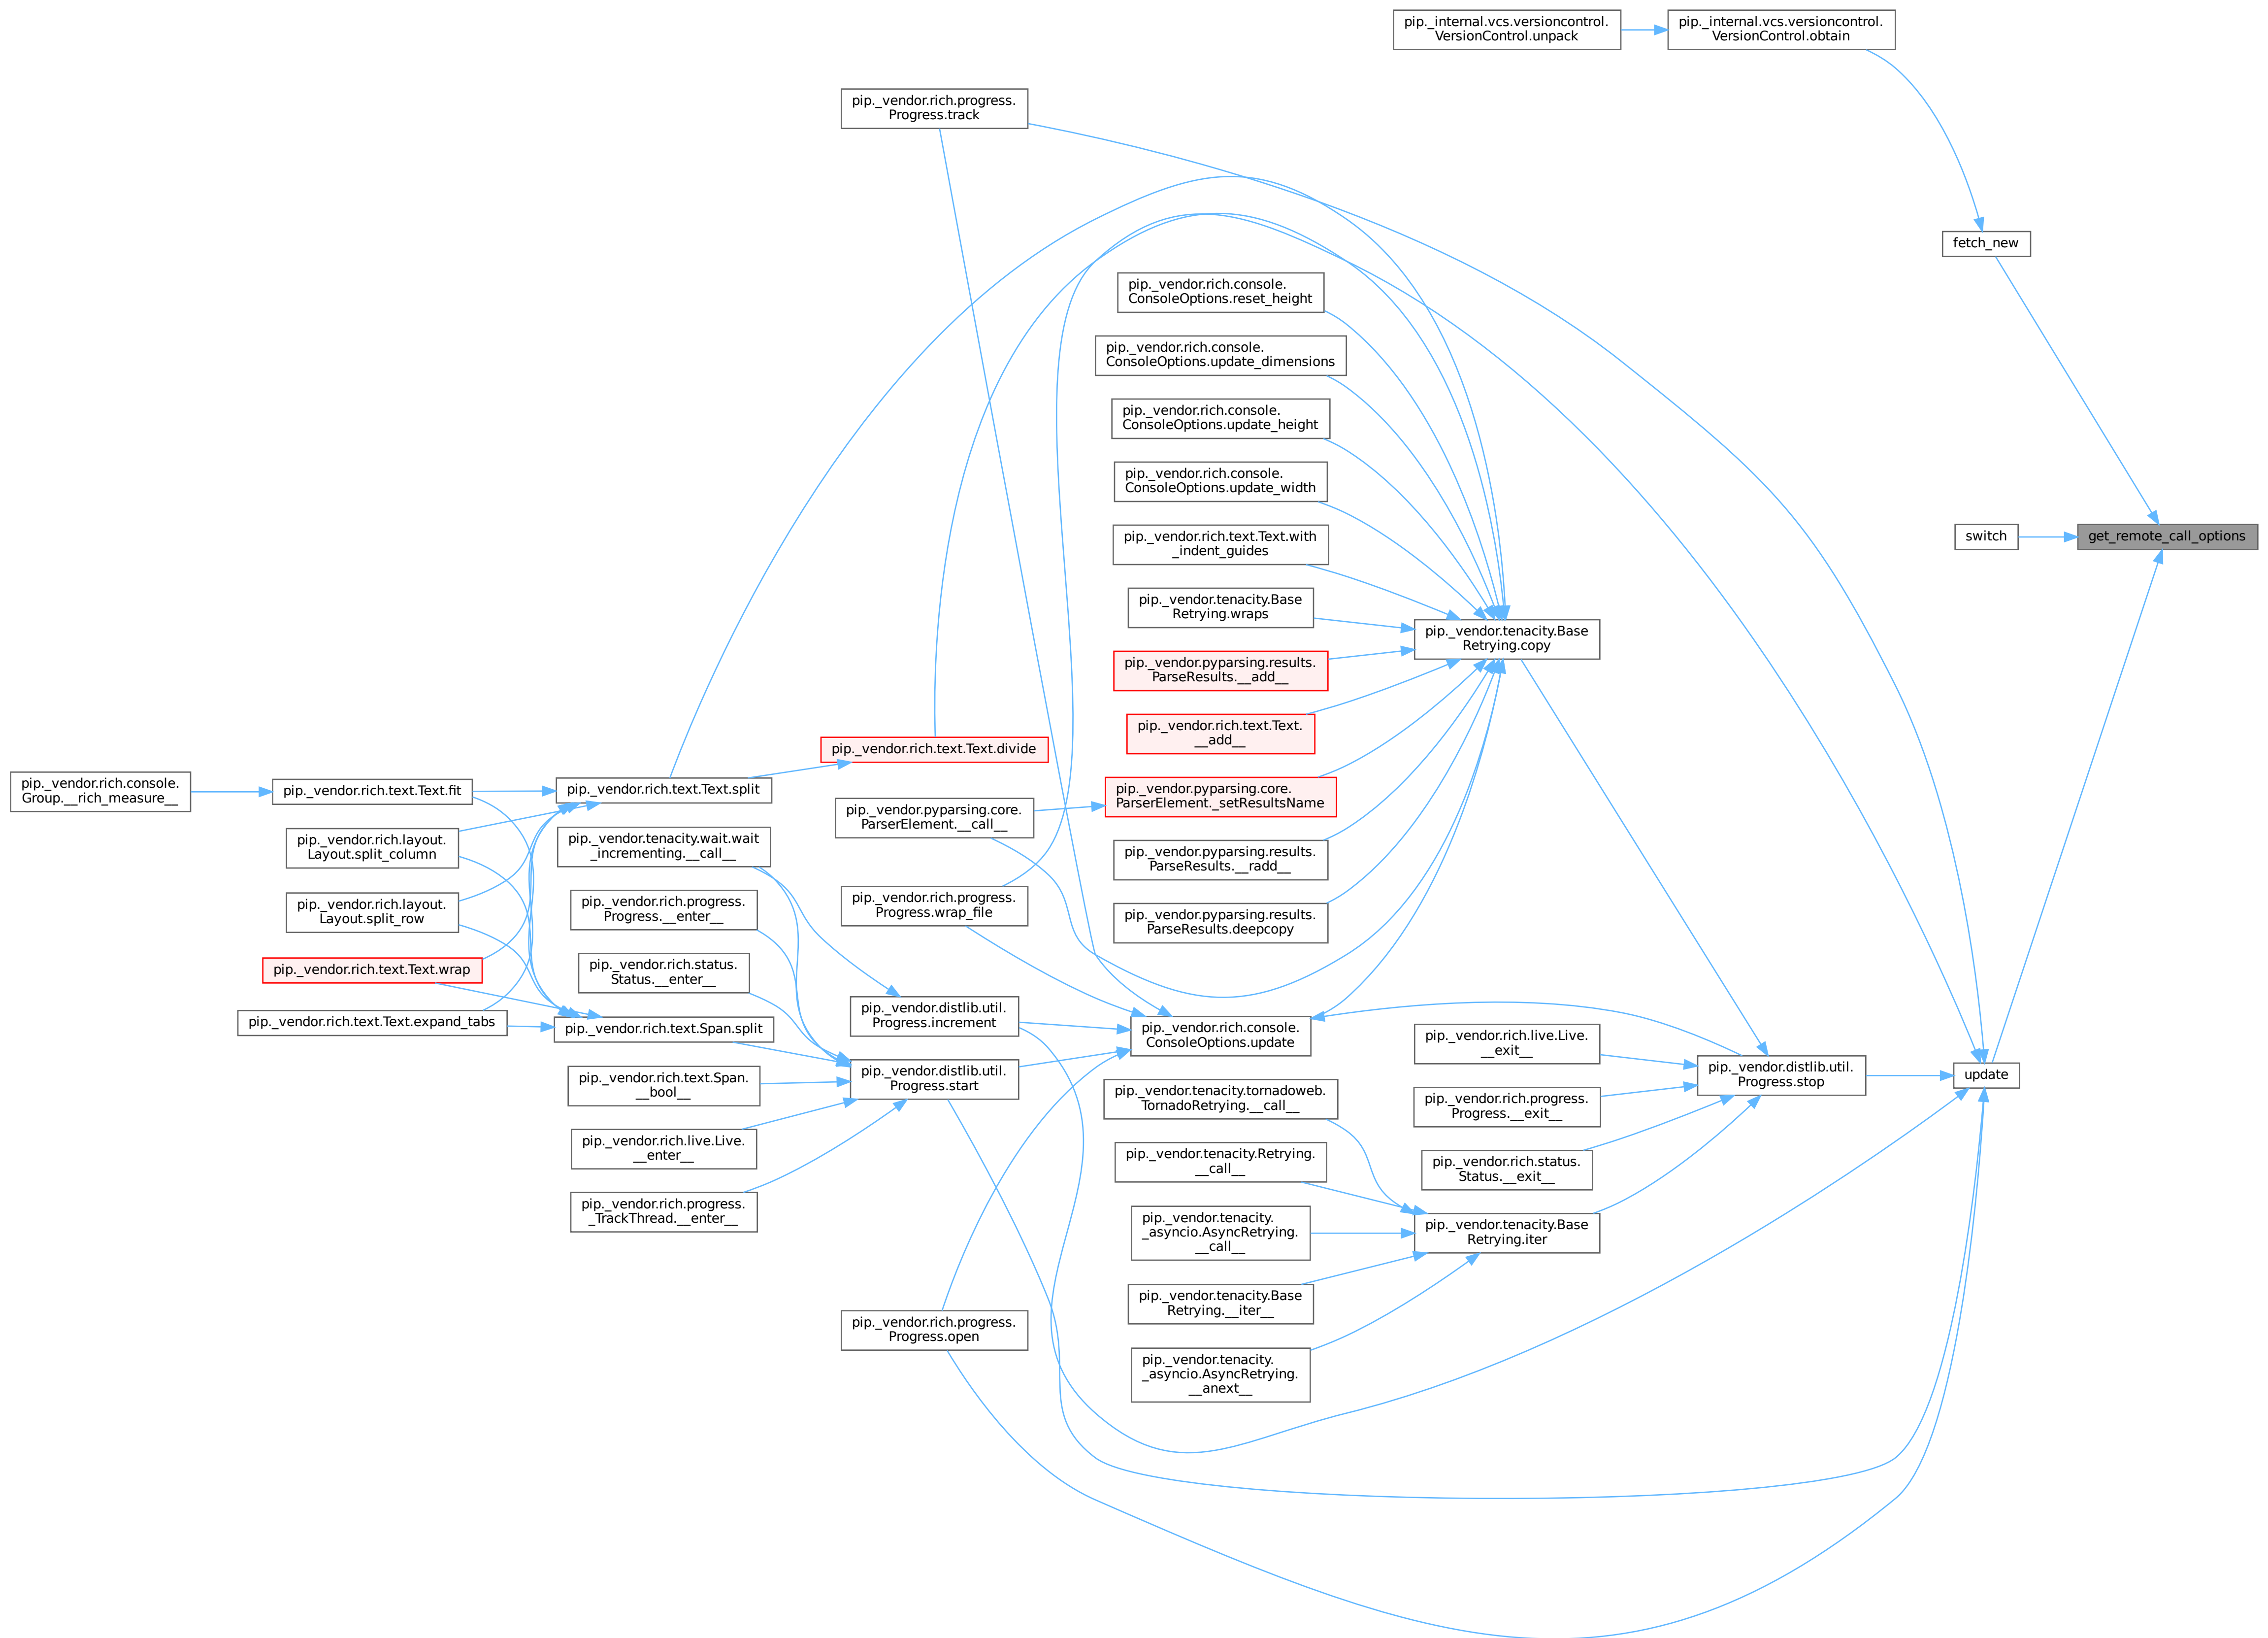 pip._internal.vcs.versioncontrol.
VersionControl.unpack
pip._internal.vcs.versioncontrol.
VersionControl.obtain
pip._vendor.rich.progress.
Progress.track
fetch_new
pip._vendor.rich.console.
ConsoleOptions.reset_height
pip._vendor.rich.console.
ConsoleOptions.update_dimensions
pip._vendor.rich.console.
ConsoleOptions.update_height
pip._vendor.rich.console.
ConsoleOptions.update_width
pip._vendor.rich.text.Text.with
_indent_guides
switch
get_remote_call_options
pip._vendor.tenacity.Base
Retrying.wraps
pip._vendor.tenacity.Base
Retrying.copy
pip._vendor.pyparsing.results.
ParseResults.__add__
pip._vendor.rich.text.Text.
__add__
pip._vendor.rich.text.Text.divide
pip._vendor.rich.console.
Group.__rich_measure__
pip._vendor.rich.text.Text.fit
pip._vendor.rich.text.Text.split
pip._vendor.pyparsing.core.
ParserElement._setResultsName
pip._vendor.pyparsing.core.
ParserElement.__call__
pip._vendor.rich.layout.
Layout.split_column
pip._vendor.tenacity.wait.wait
_incrementing.__call__
pip._vendor.pyparsing.results.
ParseResults.__radd__
pip._vendor.rich.layout.
Layout.split_row
pip._vendor.rich.progress.
Progress.__enter__
pip._vendor.rich.progress.
Progress.wrap_file
pip._vendor.pyparsing.results.
ParseResults.deepcopy
pip._vendor.rich.text.Text.wrap
pip._vendor.rich.status.
Status.__enter__
pip._vendor.distlib.util.
Progress.increment
pip._vendor.rich.text.Text.expand_tabs
pip._vendor.rich.text.Span.split
pip._vendor.rich.console.
ConsoleOptions.update
pip._vendor.rich.live.Live.
__exit__
pip._vendor.rich.text.Span.
__bool__
pip._vendor.distlib.util.
Progress.start
pip._vendor.distlib.util.
Progress.stop
update
pip._vendor.tenacity.tornadoweb.
TornadoRetrying.__call__
pip._vendor.rich.progress.
Progress.__exit__
pip._vendor.rich.live.Live.
__enter__
pip._vendor.tenacity.Retrying.
__call__
pip._vendor.rich.status.
Status.__exit__
pip._vendor.rich.progress.
_TrackThread.__enter__
pip._vendor.tenacity.
_asyncio.AsyncRetrying.
__call__
pip._vendor.tenacity.Base
Retrying.iter
pip._vendor.tenacity.Base
Retrying.__iter__
pip._vendor.rich.progress.
Progress.open
pip._vendor.tenacity.
_asyncio.AsyncRetrying.
__anext__